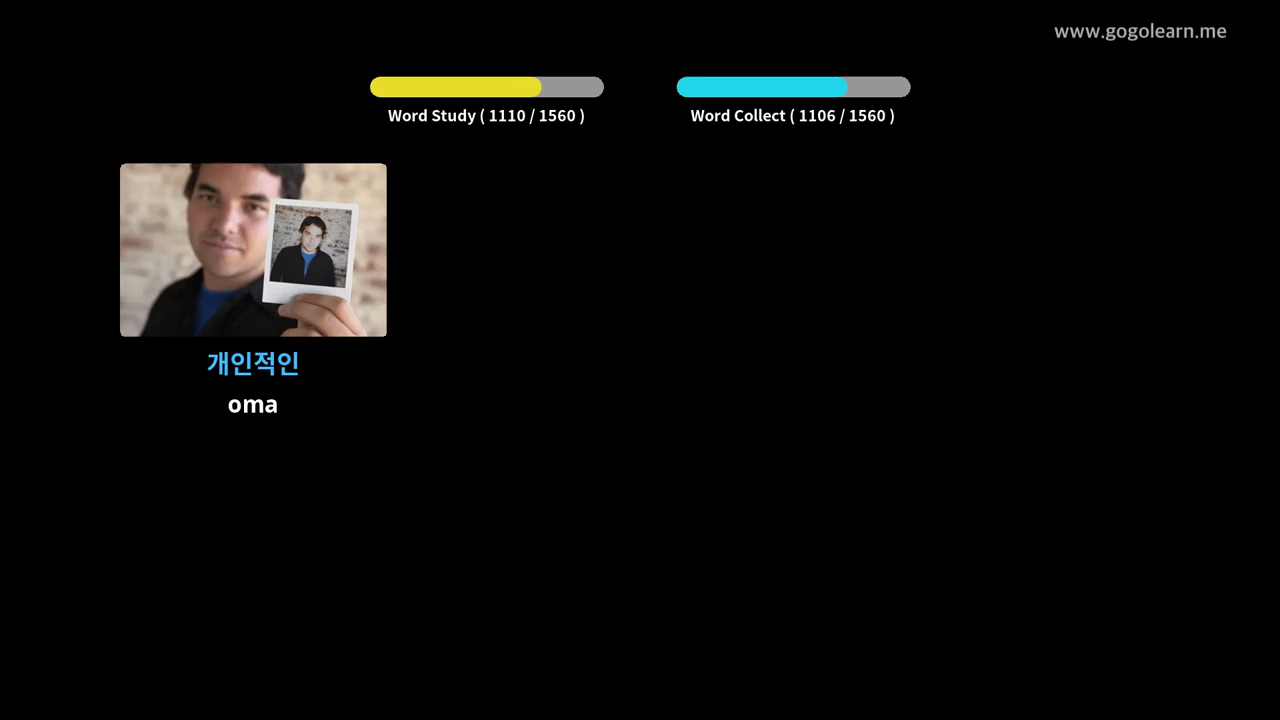 www.gogolearn.me
Word Study ( 1110 / 1560 )
Word Collect ( 1106 / 1560 )
개인적인
oma